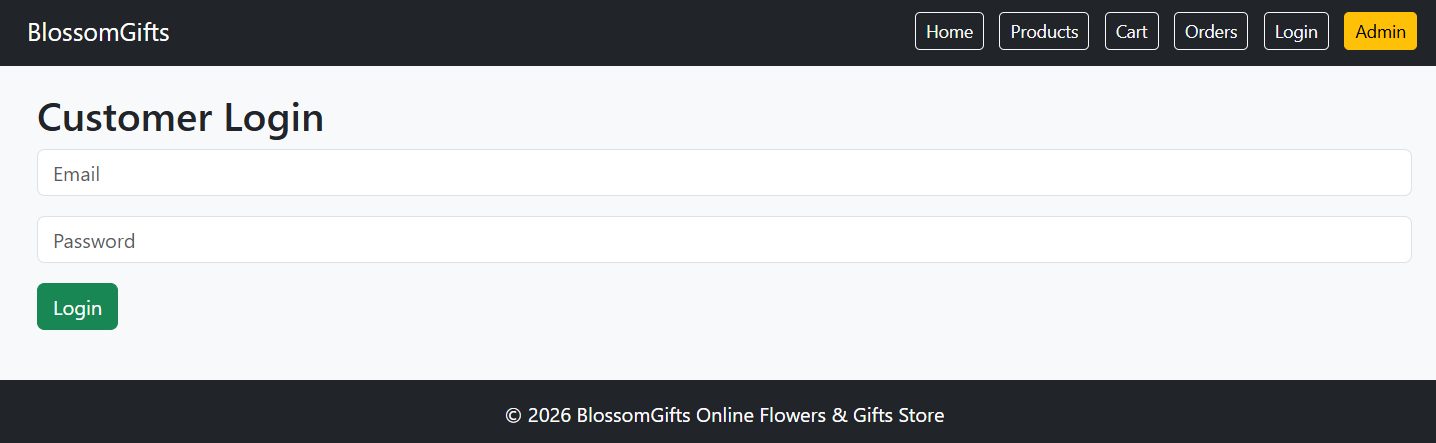 BlossomGifts Home Products Cart Orders Login Admin
Customer Login
Email
Password
Login
© 2026 BlossomGifts Online Flowers & Gifts Store